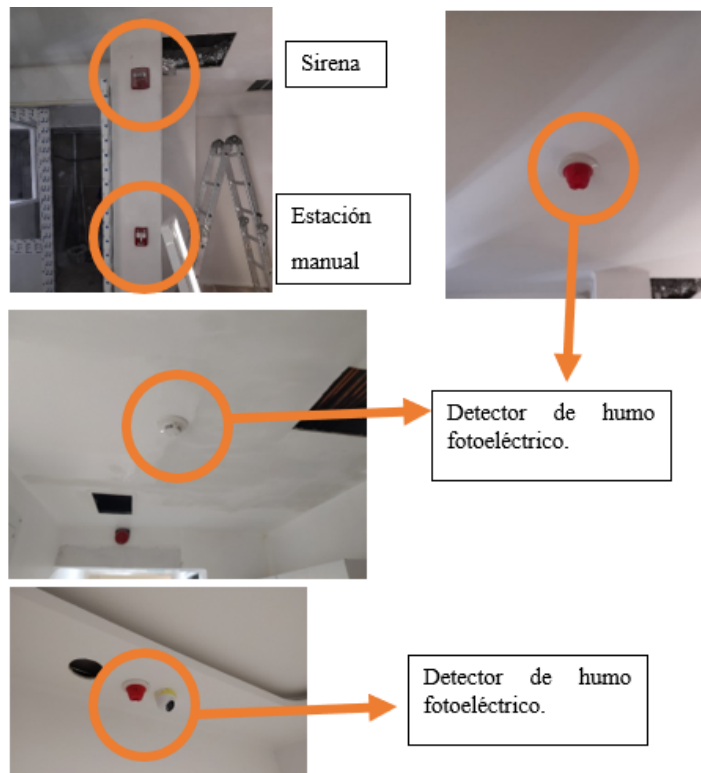 Sirena
Estación
manual
Detector de humo
fotoeléctrico.
Detector de humo
fotoeléctrico.